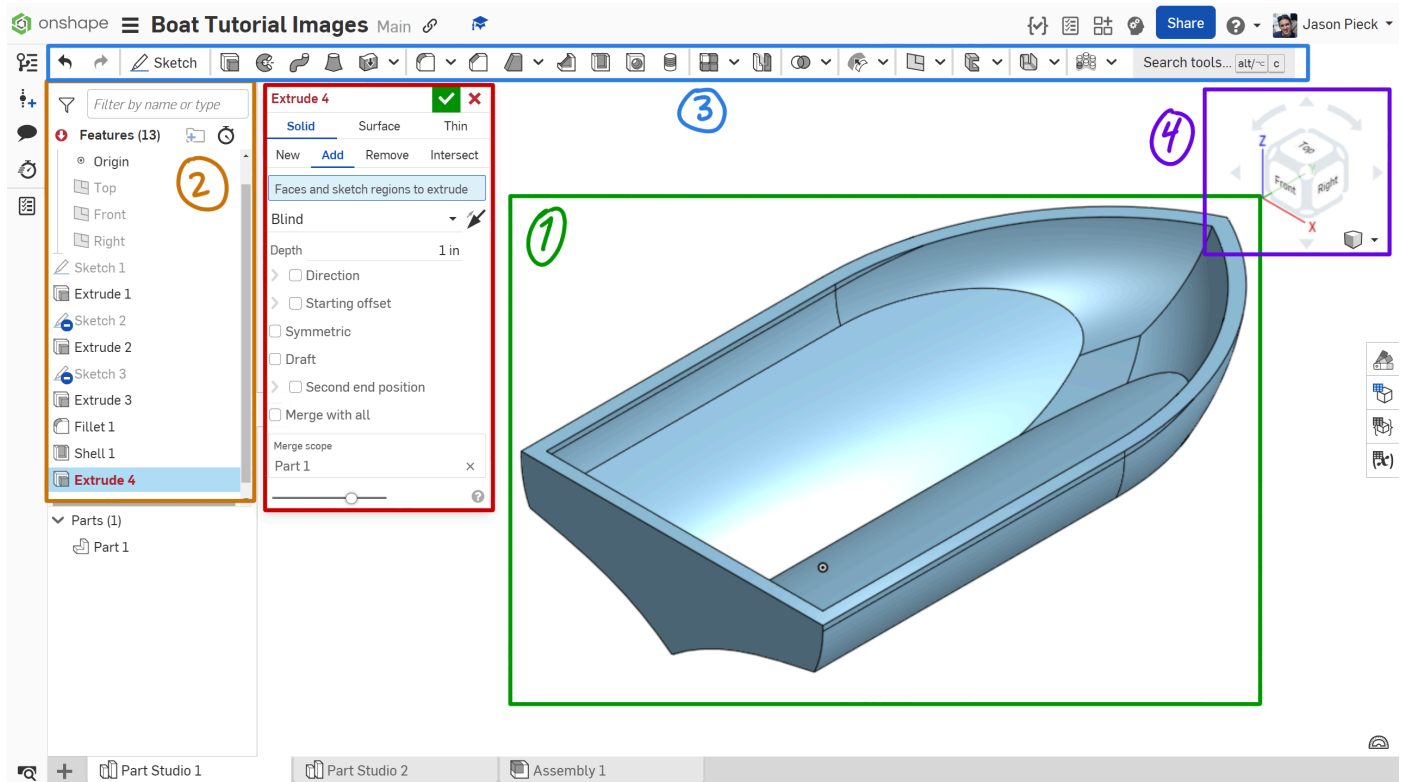 onshape Boat Tutorial Images Main Share Jason Pieck
Sketch Search tools... alt/⌥ c
Filter by name or type
Features (13)
Origin
Top
Front
Right
Sketch 1
Extrude 1
Sketch 2
Extrude 2
Sketch 3
Extrude 3
Fillet 1
Shell 1
Extrude 4
Parts (1)
Part 1
2
Extrude 4
Solid Surface Thin
New Add Remove Intersect
Faces and sketch regions to extrude
Blind
Depth 1 in
Direction
Starting offset
Symmetric
Draft
Second end position
Merge with all
Merge scope
Part 1
3
1
4
Z
Top
Y
Front Right
X
(x)
Part Studio 1 Part Studio 2 Assembly 1